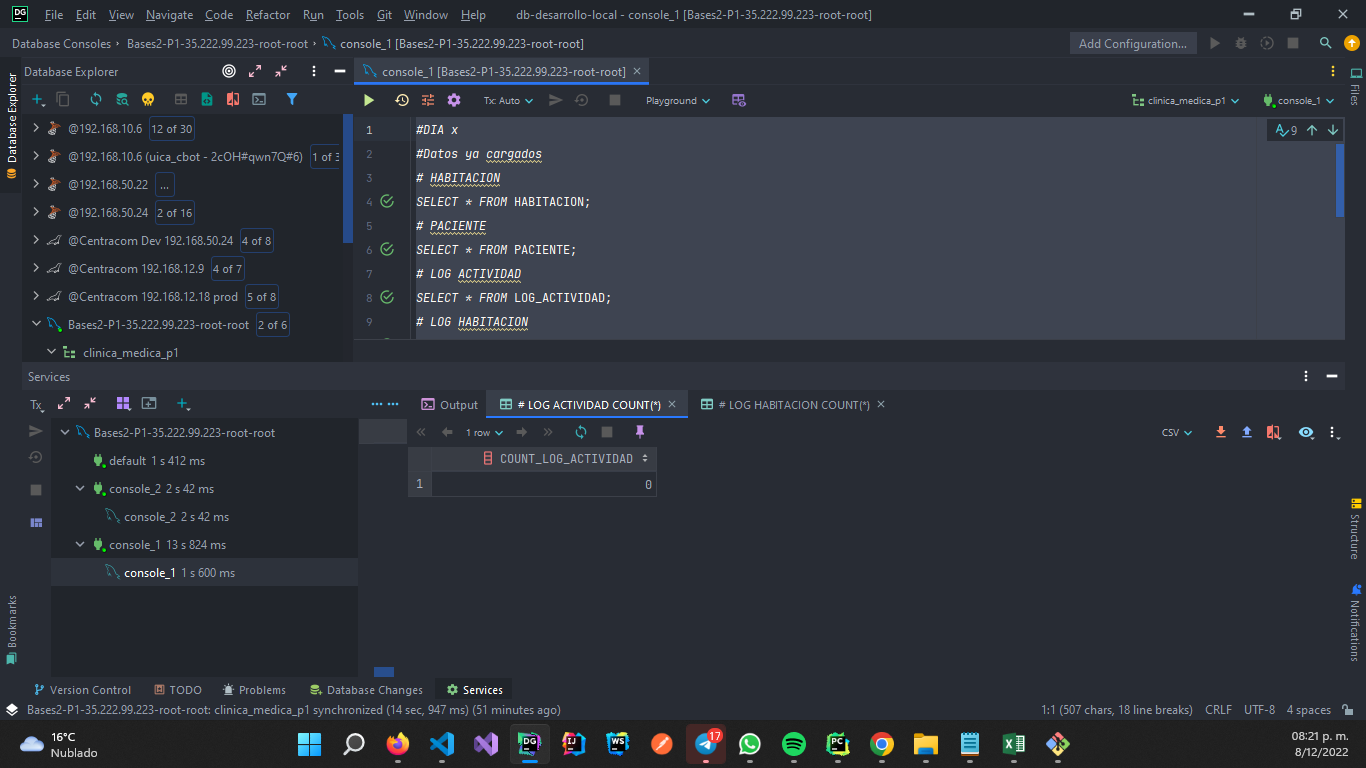 DG File Edit View Navigate Code Refactor Run Tools Git Window Help db-desarrollo-local - console_1 [Bases2-P1-35.222.99.223-root-root]
Database Consoles › Bases2-P1-35.222.99.223-root-root › console_1 [Bases2-P1-35.222.99.223-root-root] Add Configuration...
Database Explorer
console_1 [Bases2-P1-35.222.99.223-root-root]
Tx: Auto Playground clinica_medica_p1 console_1
Database Explorer
Files
@192.168.10.6 12 of 30
@192.168.10.6 (uica_cbot - 2cOH#qwn7Q#6) 1 of 3
@192.168.50.22 ...
@192.168.50.24 2 of 16
@Centracom Dev 192.168.50.24 4 of 8
@Centracom 192.168.12.9 4 of 7
@Centracom 192.168.12.18 prod 5 of 8
Bases2-P1-35.222.99.223-root-root 2 of 6
clinica_medica_p1
1 #DIA x
9
2 #Datos ya cargados
3 # HABITACION
4 SELECT * FROM HABITACION;
5 # PACIENTE
6 SELECT * FROM PACIENTE;
7 # LOG ACTIVIDAD
8 SELECT * FROM LOG_ACTIVIDAD;
9 # LOG HABITACION
Services
Tx
Bases2-P1-35.222.99.223-root-root
default 1 s 412 ms
console_2 2 s 42 ms
console_2 2 s 42 ms
console_1 13 s 824 ms
console_1 1 s 600 ms
Output # LOG ACTIVIDAD COUNT(*) # LOG HABITACION COUNT(*)
1 row CSV
COUNT_LOG_ACTIVIDAD
1 0
Structure
Notifications
Bookmarks
Version Control TODO Problems Database Changes Services
Bases2-P1-35.222.99.223-root-root: clinica_medica_p1 synchronized (14 sec, 947 ms) (51 minutes ago) 1:1 (507 chars, 18 line breaks) CRLF UTF-8 4 spaces
16°C
Nublado
DG
IJ
WS
17
PC
08:21 p. m.
8/12/2022